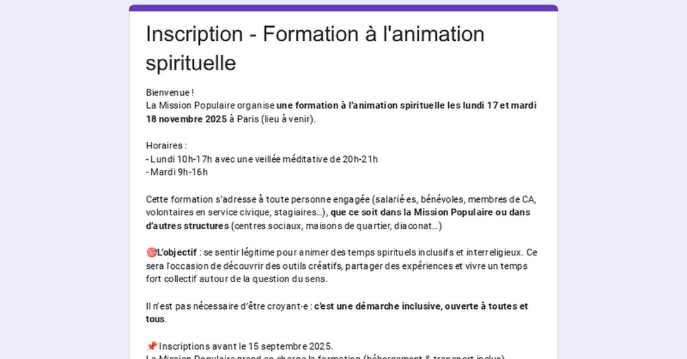 Inscription - Formation à l'animation
spirituelle
Bienvenue !
La Mission Populaire organise une formation à l'animation spirituelle les lundi 17 et mardi
18 novembre 2025 à Paris (lieu à venir).
Horaires :
- Lundi 10h-17h avec une veillée méditative de 20h-21h
- Mardi 9h-16h
Cette formation s'adresse à toute personne engagée (salarié·es, bénévoles, membres de CA,
volontaires en service civique, stagiaires…), que ce soit dans la Mission Populaire ou dans
d'autres structures (centres sociaux, maisons de quartier, diaconat…)
🎯L'objectif : se sentir légitime pour animer des temps spirituels inclusifs et interreligieux. Ce
sera l'occasion de découvrir des outils créatifs, partager des expériences et vivre un temps
fort collectif autour de la question du sens.
Il n'est pas nécessaire d'être croyant·e : c'est une démarche inclusive, ouverte à toutes et
tous.
📌 Inscriptions avant le 15 septembre 2025.
La Mission Populaire prend en charge la formation (hébergement & transport inclus)